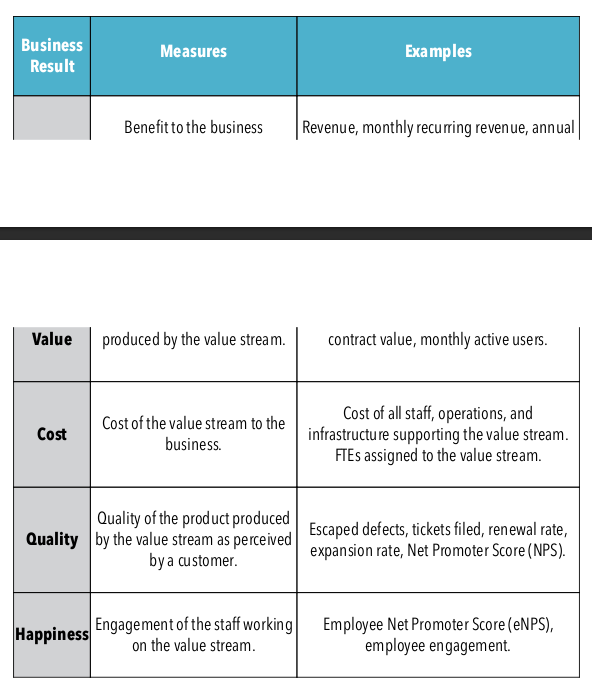 Business Result
Measures
Examples
Benefit to the business
Revenue, monthly recurring revenue, annual
Value
produced by the value stream.
contract value, monthly active users.
Cost
Cost of the value stream to the
business.
Cost of all staff, operations, and
infrastructure supporting the value stream.
FTEs assigned to the value stream.
Quality
Quality of the product produced
by the value stream as perceived
by a customer.
Escaped defects, tickets filed, renewal rate,
expansion rate, Net Promoter Score (NPS).
Happiness
Engagement of the staff working
on the value stream.
Employee Net Promoter Score (eNPS),
employee engagement.